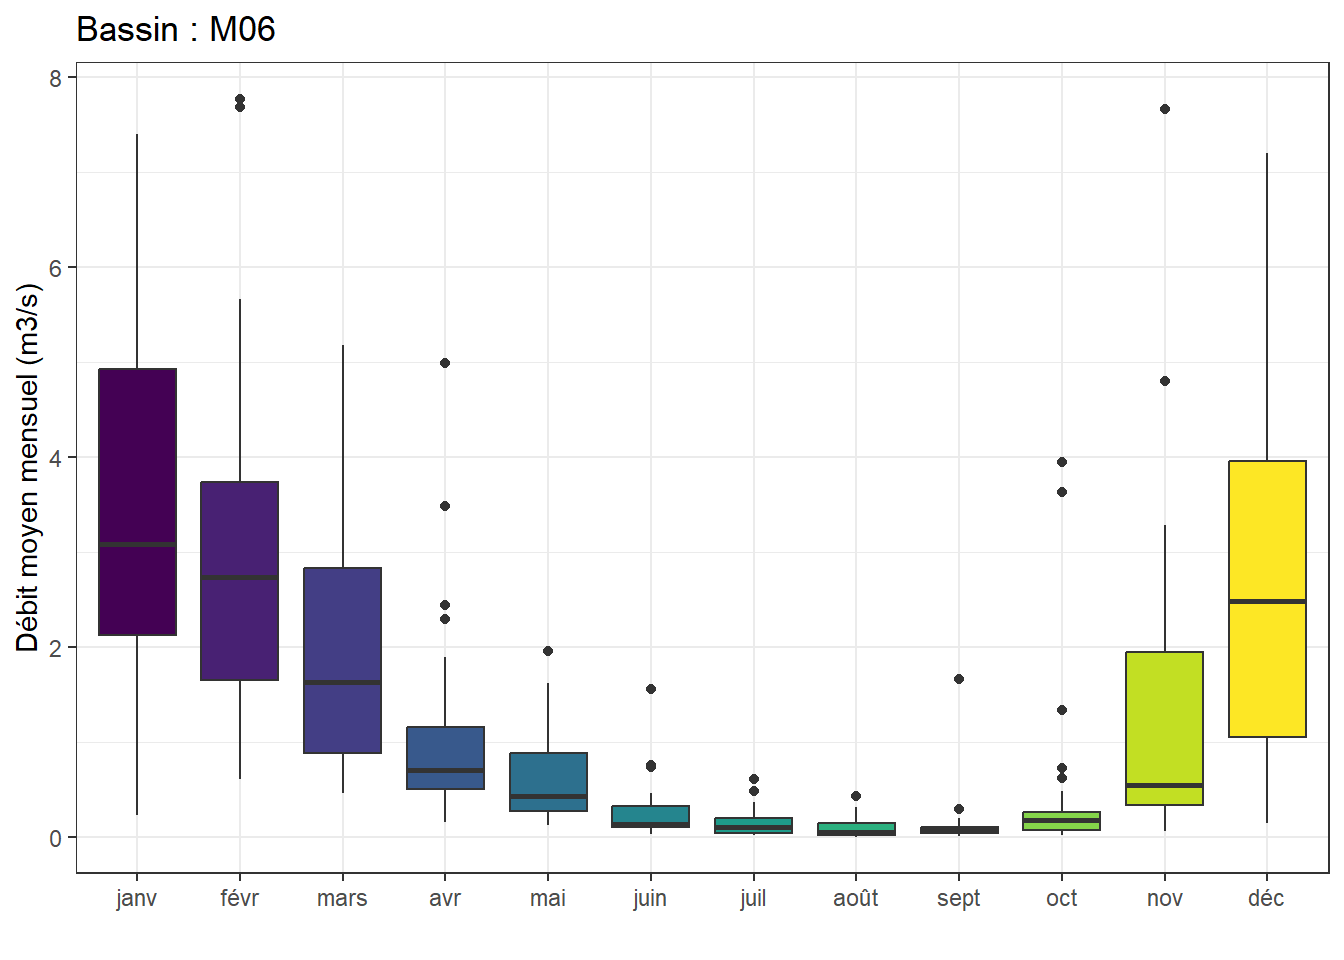 Bassin : M06
Débit moyen mensuel (m3/s)
8
6
4
2
0
janv févr mars avr mai juin juil août sept oct nov déc